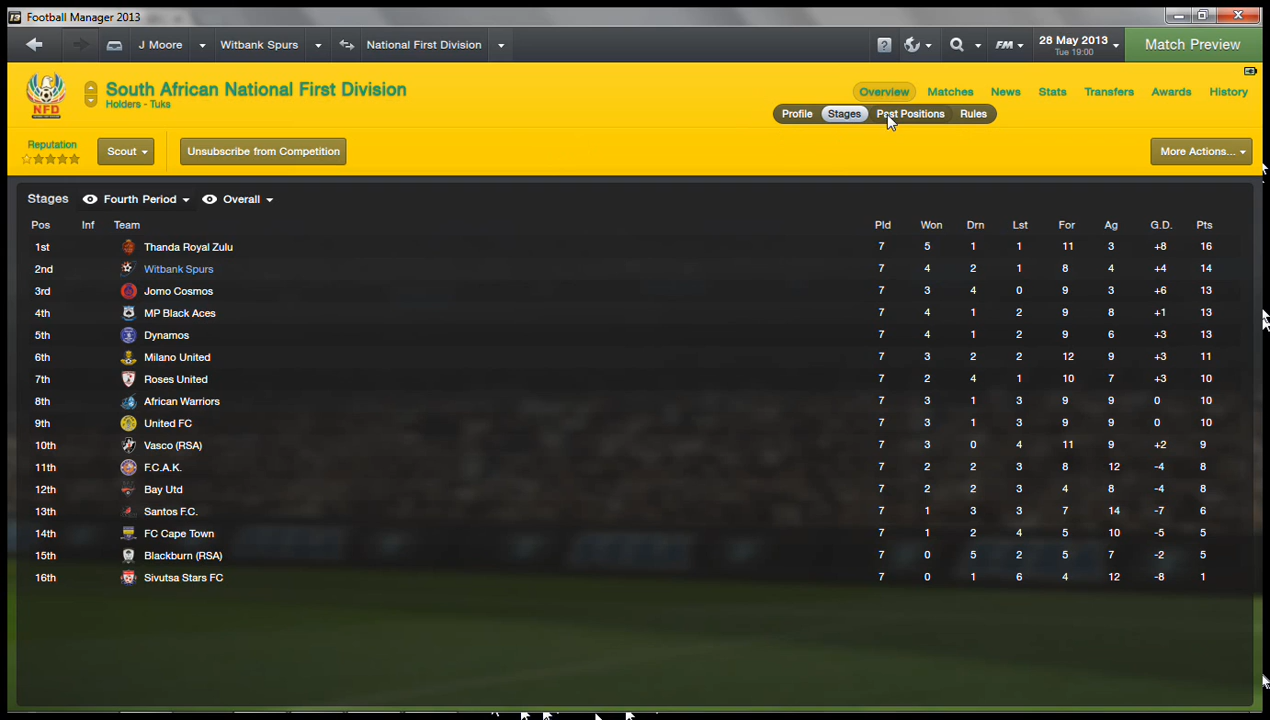 Football Manager 2013
J Moore Witbank Spurs National First Division ? FM 28 May 2013 Match Preview
Tue 19:00
NFD
South African National First Division
Holders - Tuks
Overview Matches News Stats Transfers Awards History
Profile Stages Past Positions Rules
Reputation
Scout Unsubscribe from Competition More Actions...
Stages Fourth Period Overall
Pos Inf Team Pld Won Drn Lst For Ag G.D. Pts
1st Thanda Royal Zulu 7 5 1 1 11 3 +8 16
2nd Witbank Spurs 7 4 2 1 8 4 +4 14
3rd Jomo Cosmos 7 3 4 0 9 3 +6 13
4th MP Black Aces 7 4 1 2 9 8 +1 13
5th Dynamos 7 4 1 2 9 6 +3 13
6th Milano United 7 3 2 2 12 9 +3 11
7th Roses United 7 2 4 1 10 7 +3 10
8th African Warriors 7 3 1 3 9 9 0 10
9th United FC 7 3 1 3 9 9 0 10
10th Vasco (RSA) 7 3 0 4 11 9 +2 9
11th F.C.A.K. 7 2 2 3 8 12 -4 8
12th Bay Utd 7 2 2 3 4 8 -4 8
13th Santos F.C. 7 1 3 3 7 14 -7 6
14th FC Cape Town 7 1 2 4 5 10 -5 5
15th Blackburn (RSA) 7 0 5 2 5 7 -2 5
16th Sivutsa Stars FC 7 0 1 6 4 12 -8 1